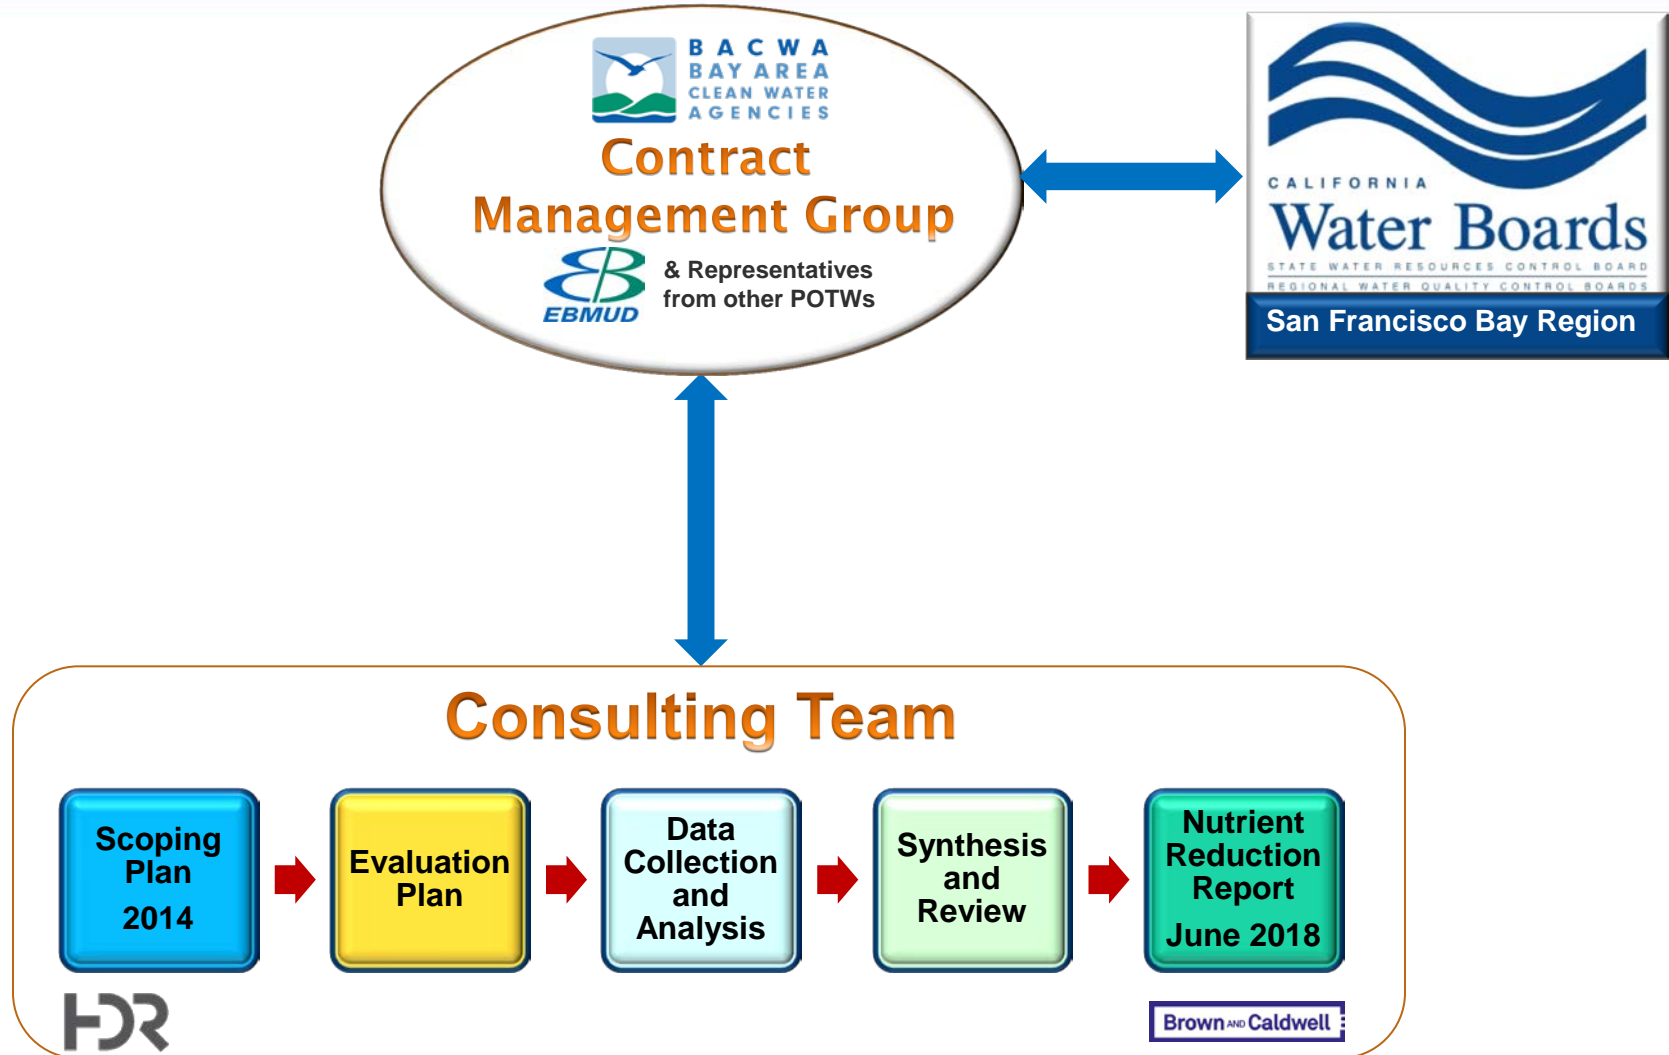 BACWA
BAY AREA
CLEAN WATER
AGENCIES
Contract
Management Group
EBMUD
& Representatives
from other POTWs
CALIFORNIA
Water Boards
STATE WATER RESOURCES CONTROL BOARD
REGIONAL WATER QUALITY CONTROL BOARDS
San Francisco Bay Region
Consulting Team
Scoping
Plan
2014
Evaluation
Plan
Data
Collection
and
Analysis
Synthesis
and
Review
Nutrient
Reduction
Report
June 2018
HDR
Brown AND Caldwell